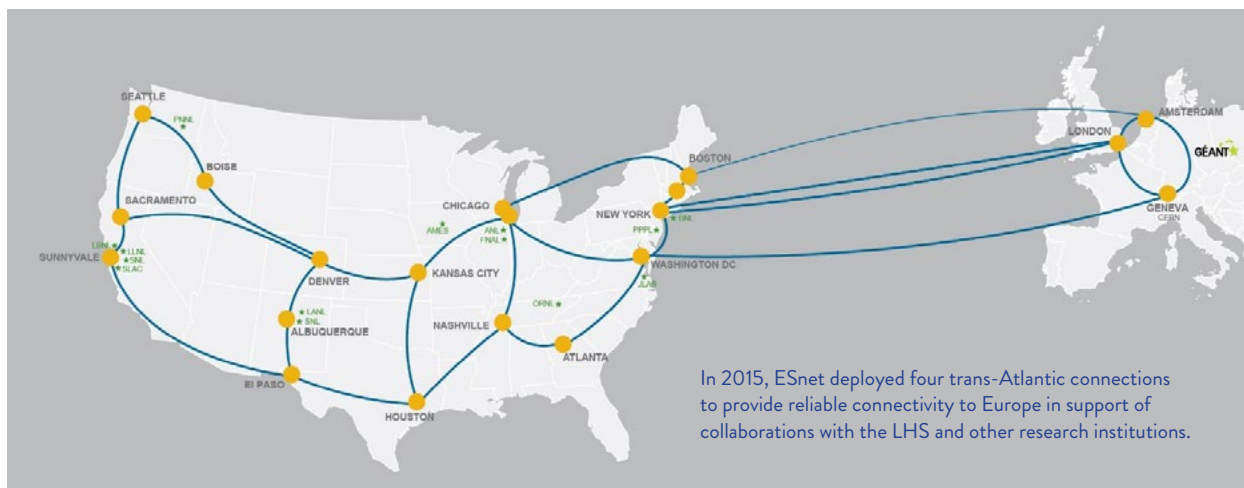 SEATTLE
PNNL
BOISE
SACRAMENTO
LBNL
LLNL
SNL
SUNNYVALE
SLAC
DENVER
LANL
SNL
ALBUQUERQUE
El PASO
AMES
KANSAS CITY
HOUSTON
CHICAGO
ANL
FNAL
NASHVILLE
ORNL
ATLANTA
BOSTON
NEW YORK
BNL
PPPL
WASHINGTON DC
JLAB
AMSTERDAM
LONDON
GÉANT
GENEVA
CERN
In 2015, ESnet deployed four trans-Atlantic connections
to provide reliable connectivity to Europe in support of
collaborations with the LHS and other research institutions.